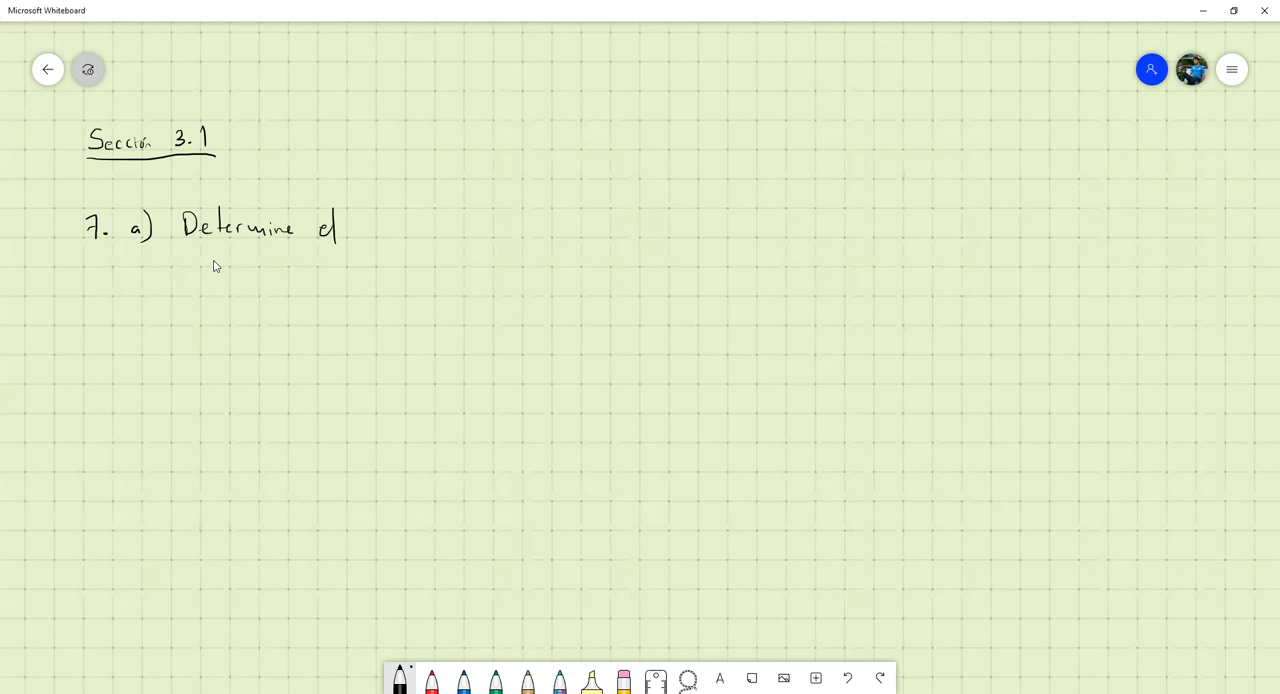 Microsoft Whiteboard
Sección 3.1
7. a) Determine el
A